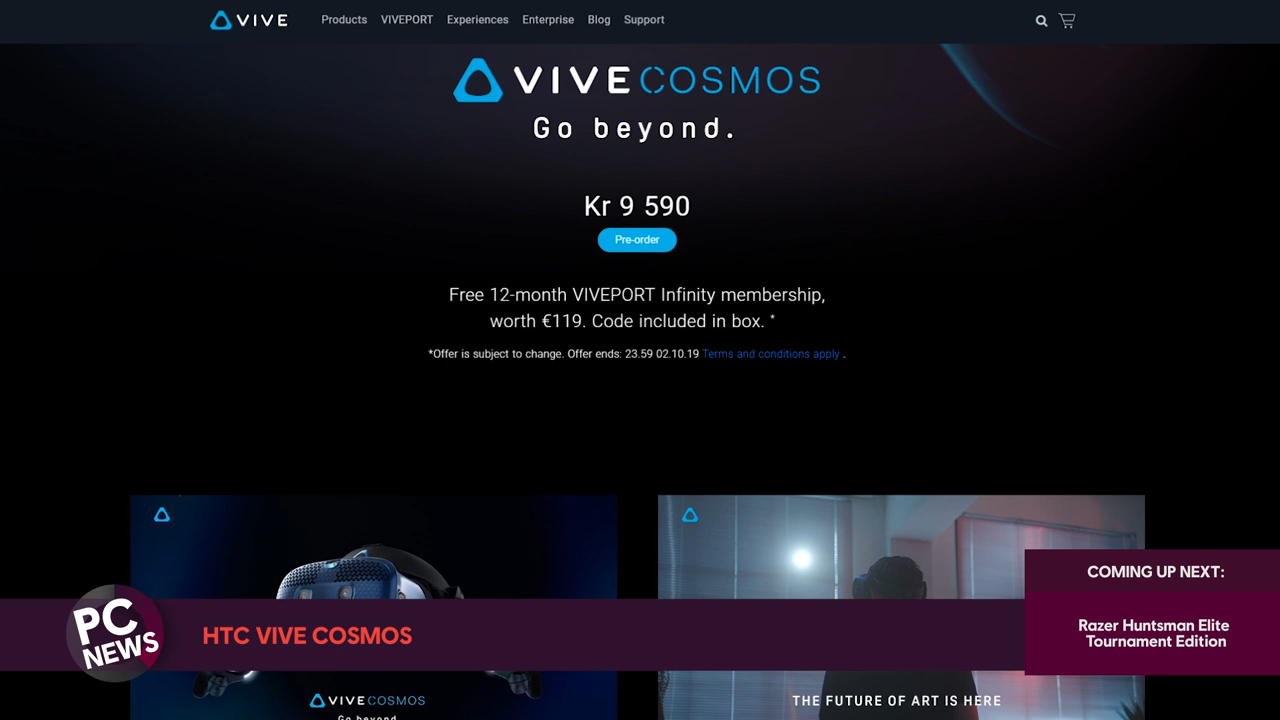 VIVE
Products VIVEPORT Experiences Enterprise Blog Support
VIVE COSMOS
Go beyond.
Kr 9 590
Pre-order
Free 12-month VIVEPORT Infinity membership,
worth €119. Code included in box. *
*Offer is subject to change. Offer ends: 23.59 02.10.19 Terms and conditions apply .
COMING UP NEXT:
Razer Huntsman Elite
Tournament Edition
PC
NEWS
HTC VIVE COSMOS
VIVE COSMOS
Go beyond
THE FUTURE OF ART IS HERE